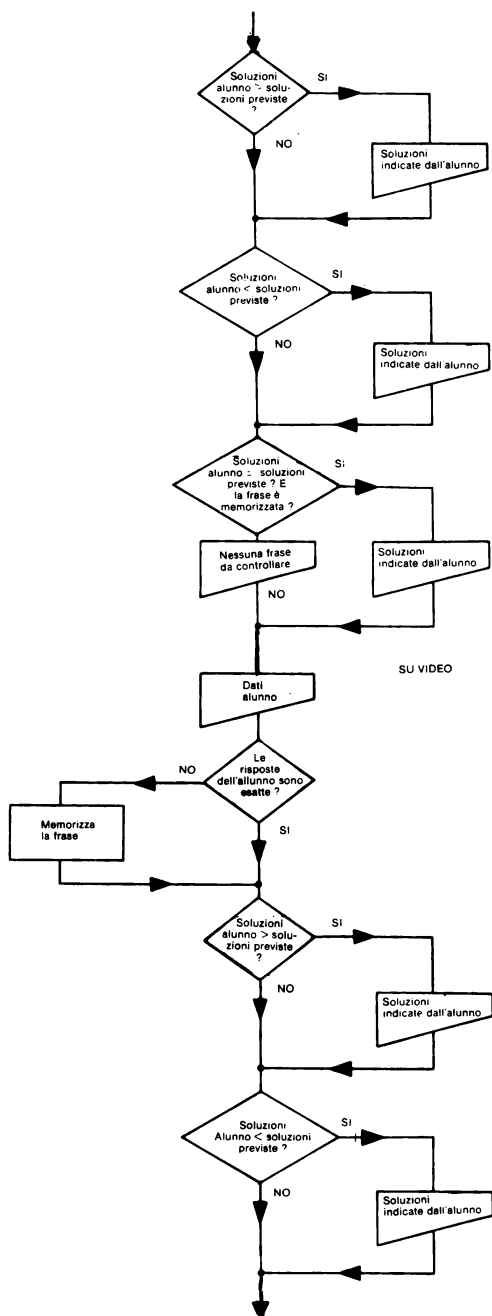 Soluzioni
alunno > solu-
zioni previste
?
SI
NO
Soluzioni
indicate dall'alunno
Soluzioni
alunno < soluzioni
previste ?
SI
NO
Soluzioni
indicate dall'alunno
Soluzioni
alunno = soluzioni
previste ? E
la frase è
memorizzata ?
Si
Nessuna frase
da controllare
NO
Soluzioni
indicate dall'alunno
SU VIDEO
Dati
alunno
Le
risposte
dell'allunno sono
esatte ?
NO
SI
Memorizza
la frase
Soluzioni
alunno > solu-
zioni previste
?
SI
NO
Soluzioni
indicate dall'alunno
Soluzioni
Alunno < soluzioni
previste ?
SI
NO
Soluzioni
indicate dall'alunno